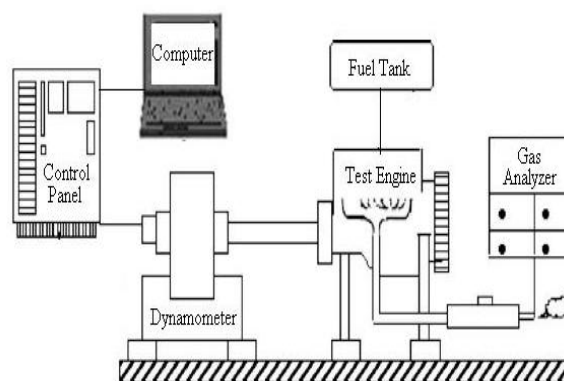 Computer
Fuel Tank
Control
Panel
Test Engine
Gas
Analyzer
Dynamometer